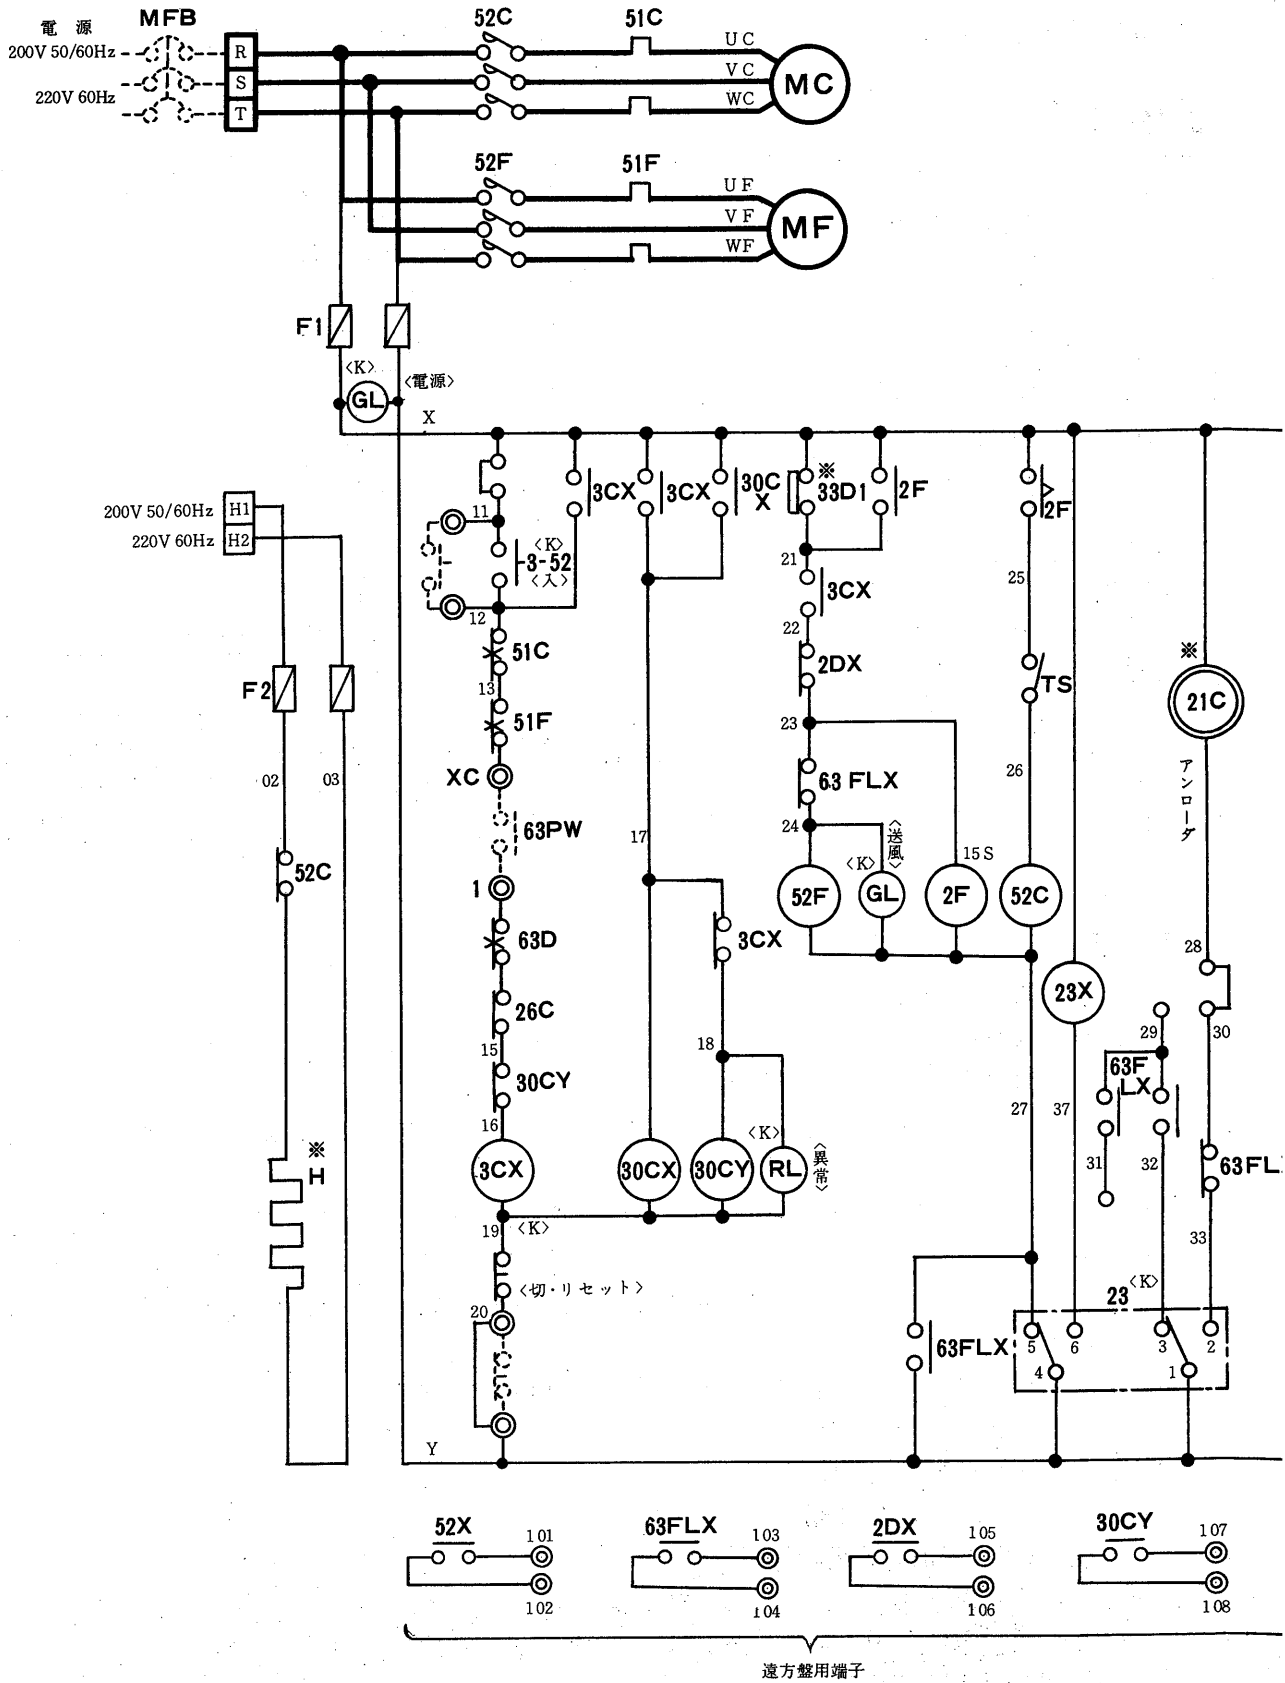 電源
MFB
200V 50/60Hz
220V 60Hz
R
S
T
52C
51C
UC
VC
WC
MC
52F
51F
UF
VF
WF
MF
F1
〈K〉
GL
〈電源〉
X
200V 50/60Hz
H1
220V 60Hz
H2
F2
02
03
52C
※
H
11
〈K〉
3-52
〈入〉
12
51C
13
51F
XC
63PW
1
63D
26C
15
30CY
16
3CX
19
〈K〉
〈切・リセット〉
20
Y
3CX
3CX
30C
X
17
3CX
18
〈K〉
30CX
30CY
RL
〈異常〉
※
33D1
2F
21
3CX
22
2DX
23
63FLX
24
〈送風〉
〈K〉
15S
52F
GL
2F
52C
2F
25
TS
26
23X
27
37
※
21C
アンローダ
28
29
30
63F
LX
31
32
63FL
33
〈K〉
23
63FLX
5
6
3
2
4
1
52X
101
102
63FLX
103
104
2DX
105
106
30CY
107
108
遠方盤用端子